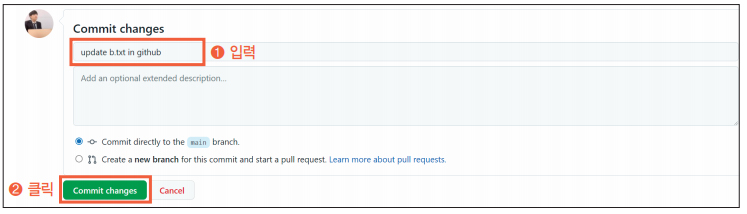 Commit changes
update b.txt in github
❶ 입력
Add an optional extended description...
Commit directly to the main branch.
Create a new branch for this commit and start a pull request. Learn more about pull requests.
❷ 클릭
Commit changes
Cancel